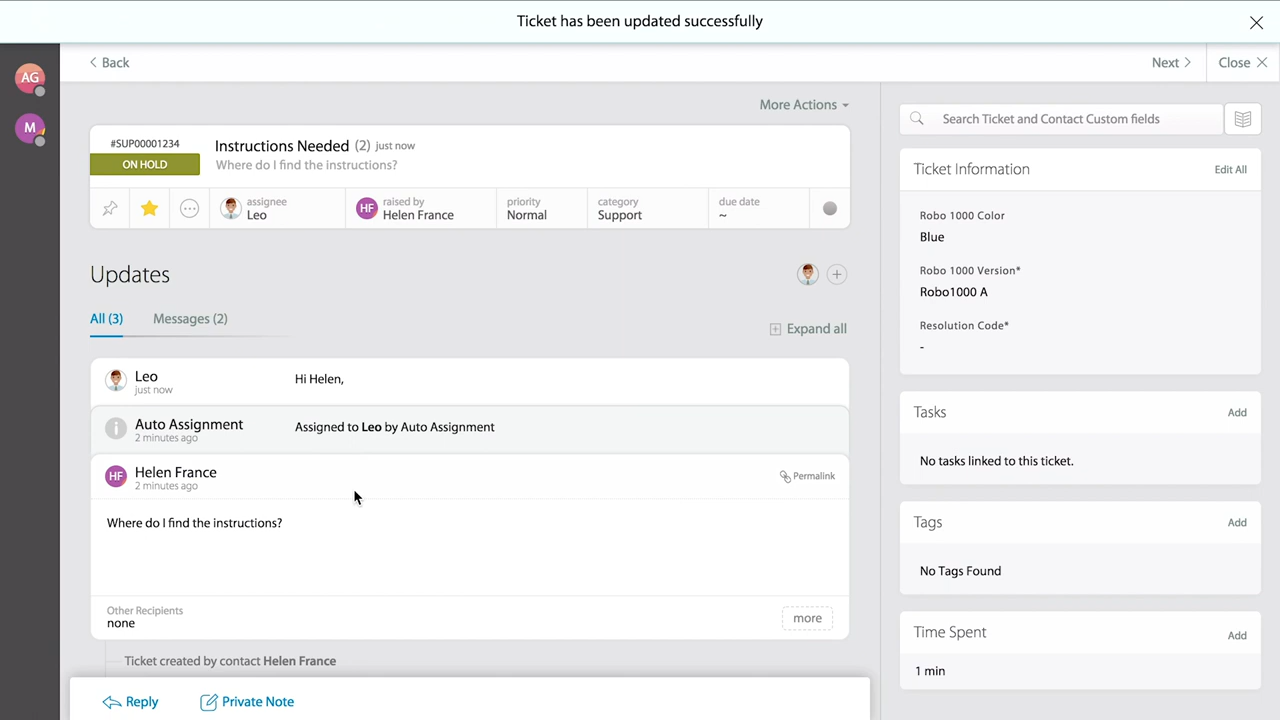 Ticket has been updated successfully
AG
M
Back
Next
Close
More Actions
#SUP00001234
ON HOLD
Instructions Needed (2) just now
Where do I find the instructions?
assignee
Leo
HF
raised by
Helen France
priority
Normal
category
Support
due date
~
Updates
All (3)
Messages (2)
Expand all
Leo
just now
Hi Helen,
Auto Assignment
2 minutes ago
Assigned to Leo by Auto Assignment
HF
Helen France
2 minutes ago
Permalink
Where do I find the instructions?
Other Recipients
none
more
Ticket created by contact Helen France
Reply
Private Note
Search Ticket and Contact Custom fields
Ticket Information
Edit All
Robo 1000 Color
Blue
Robo 1000 Version*
Robo1000 A
Resolution Code*
-
Tasks
Add
No tasks linked to this ticket.
Tags
Add
No Tags Found
Time Spent
Add
1 min